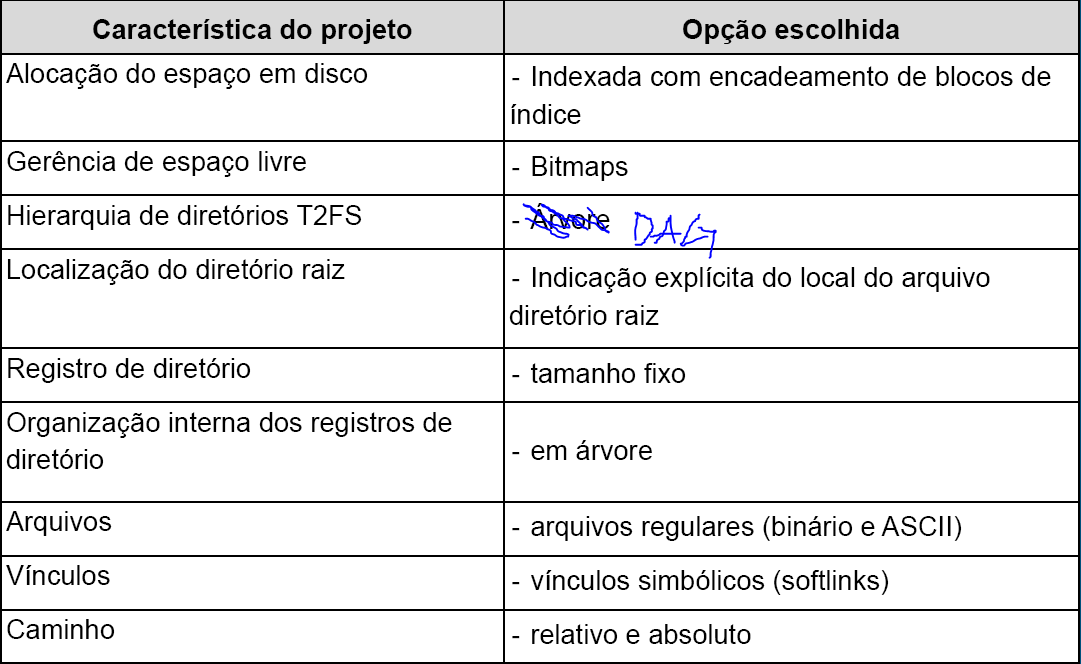 Característica do projeto
Opção escolhida
Alocação do espaço em disco
- Indexada com encadeamento de blocos de
índice
Gerência de espaço livre
- Bitmaps
Hierarquia de diretórios T2FS
- Árvore DAG
Localização do diretório raiz
- Indicação explícita do local do arquivo
diretório raiz
Registro de diretório
- tamanho fixo
Organização interna dos registros de
diretório
- em árvore
Arquivos
- arquivos regulares (binário e ASCII)
Vínculos
- vínculos simbólicos (softlinks)
Caminho
- relativo e absoluto